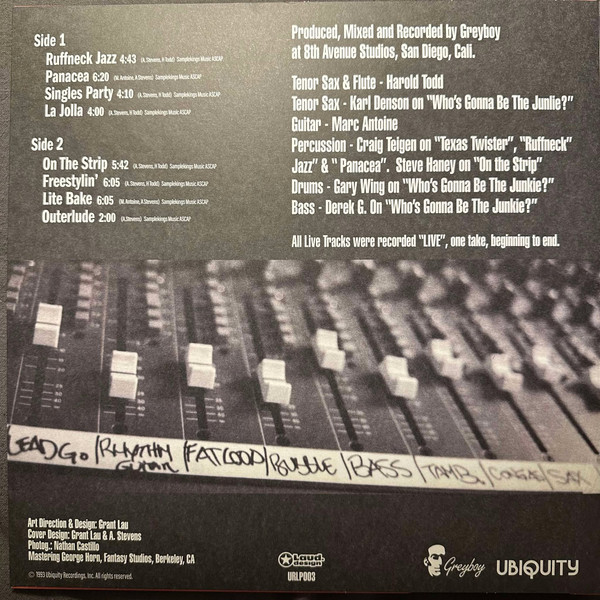 Side 1
Ruffneck Jazz 4:43 (A. Stevens, H Todd) Samplekings Music ASCAP
Panacea 6:20 (M. Antoine, A Stevens) Samplekings Music ASCAP
Singles Party 4:10 (A. Stevens, H Todd) Samplekings Music ASCAP
La Jolla 4:00 (A. Stevens, H Todd) Samplekings Music ASCAP
Side 2
On The Strip 5:42 (A. Stevens, H Todd) Samplekings Music ASCAP
Freestylin' 6:05 (A. Stevens, H Todd) Samplekings Music ASCAP
Lite Bake 6:05 (M. Antoine, A Stevens) Samplekings Music ASCAP
Outerlude 2:00 (A.Stevens) Samplekings Music ASCAP
Produced, Mixed and Recorded by Greyboy
at 8th Avenue Studios, San Diego, Cali.
Tenor Sax & Flute - Harold Todd
Tenor Sax - Karl Denson on "Who's Gonna Be The Junlie?"
Guitar - Marc Antoine
Percussion - Craig Telgen on "Texas Twister", "Ruffneck"
Jazz" & " Panacea". Steve Haney on "On the Strip"
Drums - Gary Wing on "Who's Gonna Be The Junkie?"
Bass - Derek G. On "Who's Gonna Be The Junkie?"
All Live Tracks were recorded "LIVE", one take, beginning to end.
LEAD G. / RHYTHM GUITAR / FATLOOP / BUBBLE / BASS / TAMB. / CONGAS / SAX
Art Direction & Design: Grant Lau
Cover Design: Grant Lau & A. Stevens
Photog.: Nathan Castillo
Mastering George Horn, Fantasy Studios, Berkeley, CA
© 1993 Ubiquity Recordings, Inc. All rights reserved.
Laud. design
URLP003
Greyboy
UBIQUITY